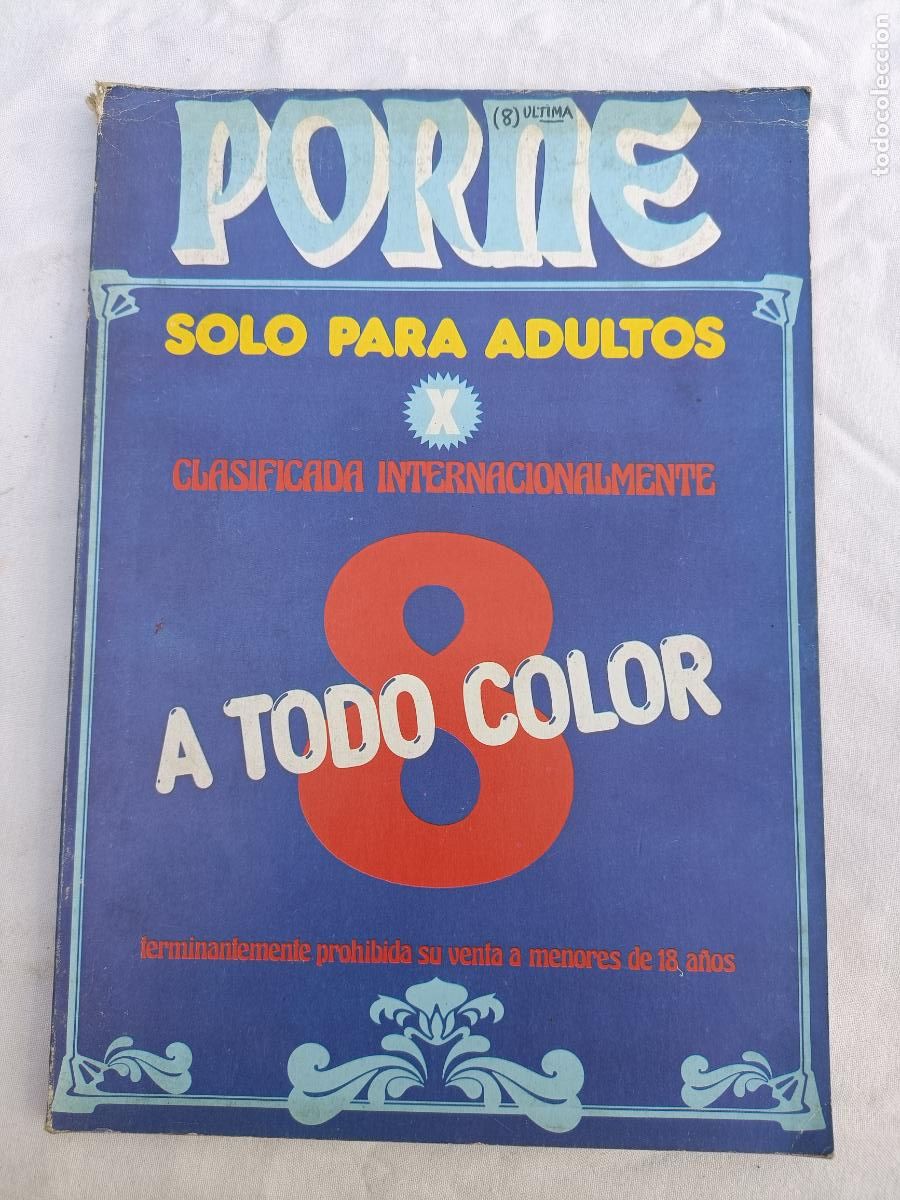 PORNE
(8) ULTIMA
SOLO PARA ADULTOS
X
CLASIFICADA INTERNACIONALMENTE
8
A TODO COLOR
terminantemente prohibida su venta a menores de 18 años
todocoleccion